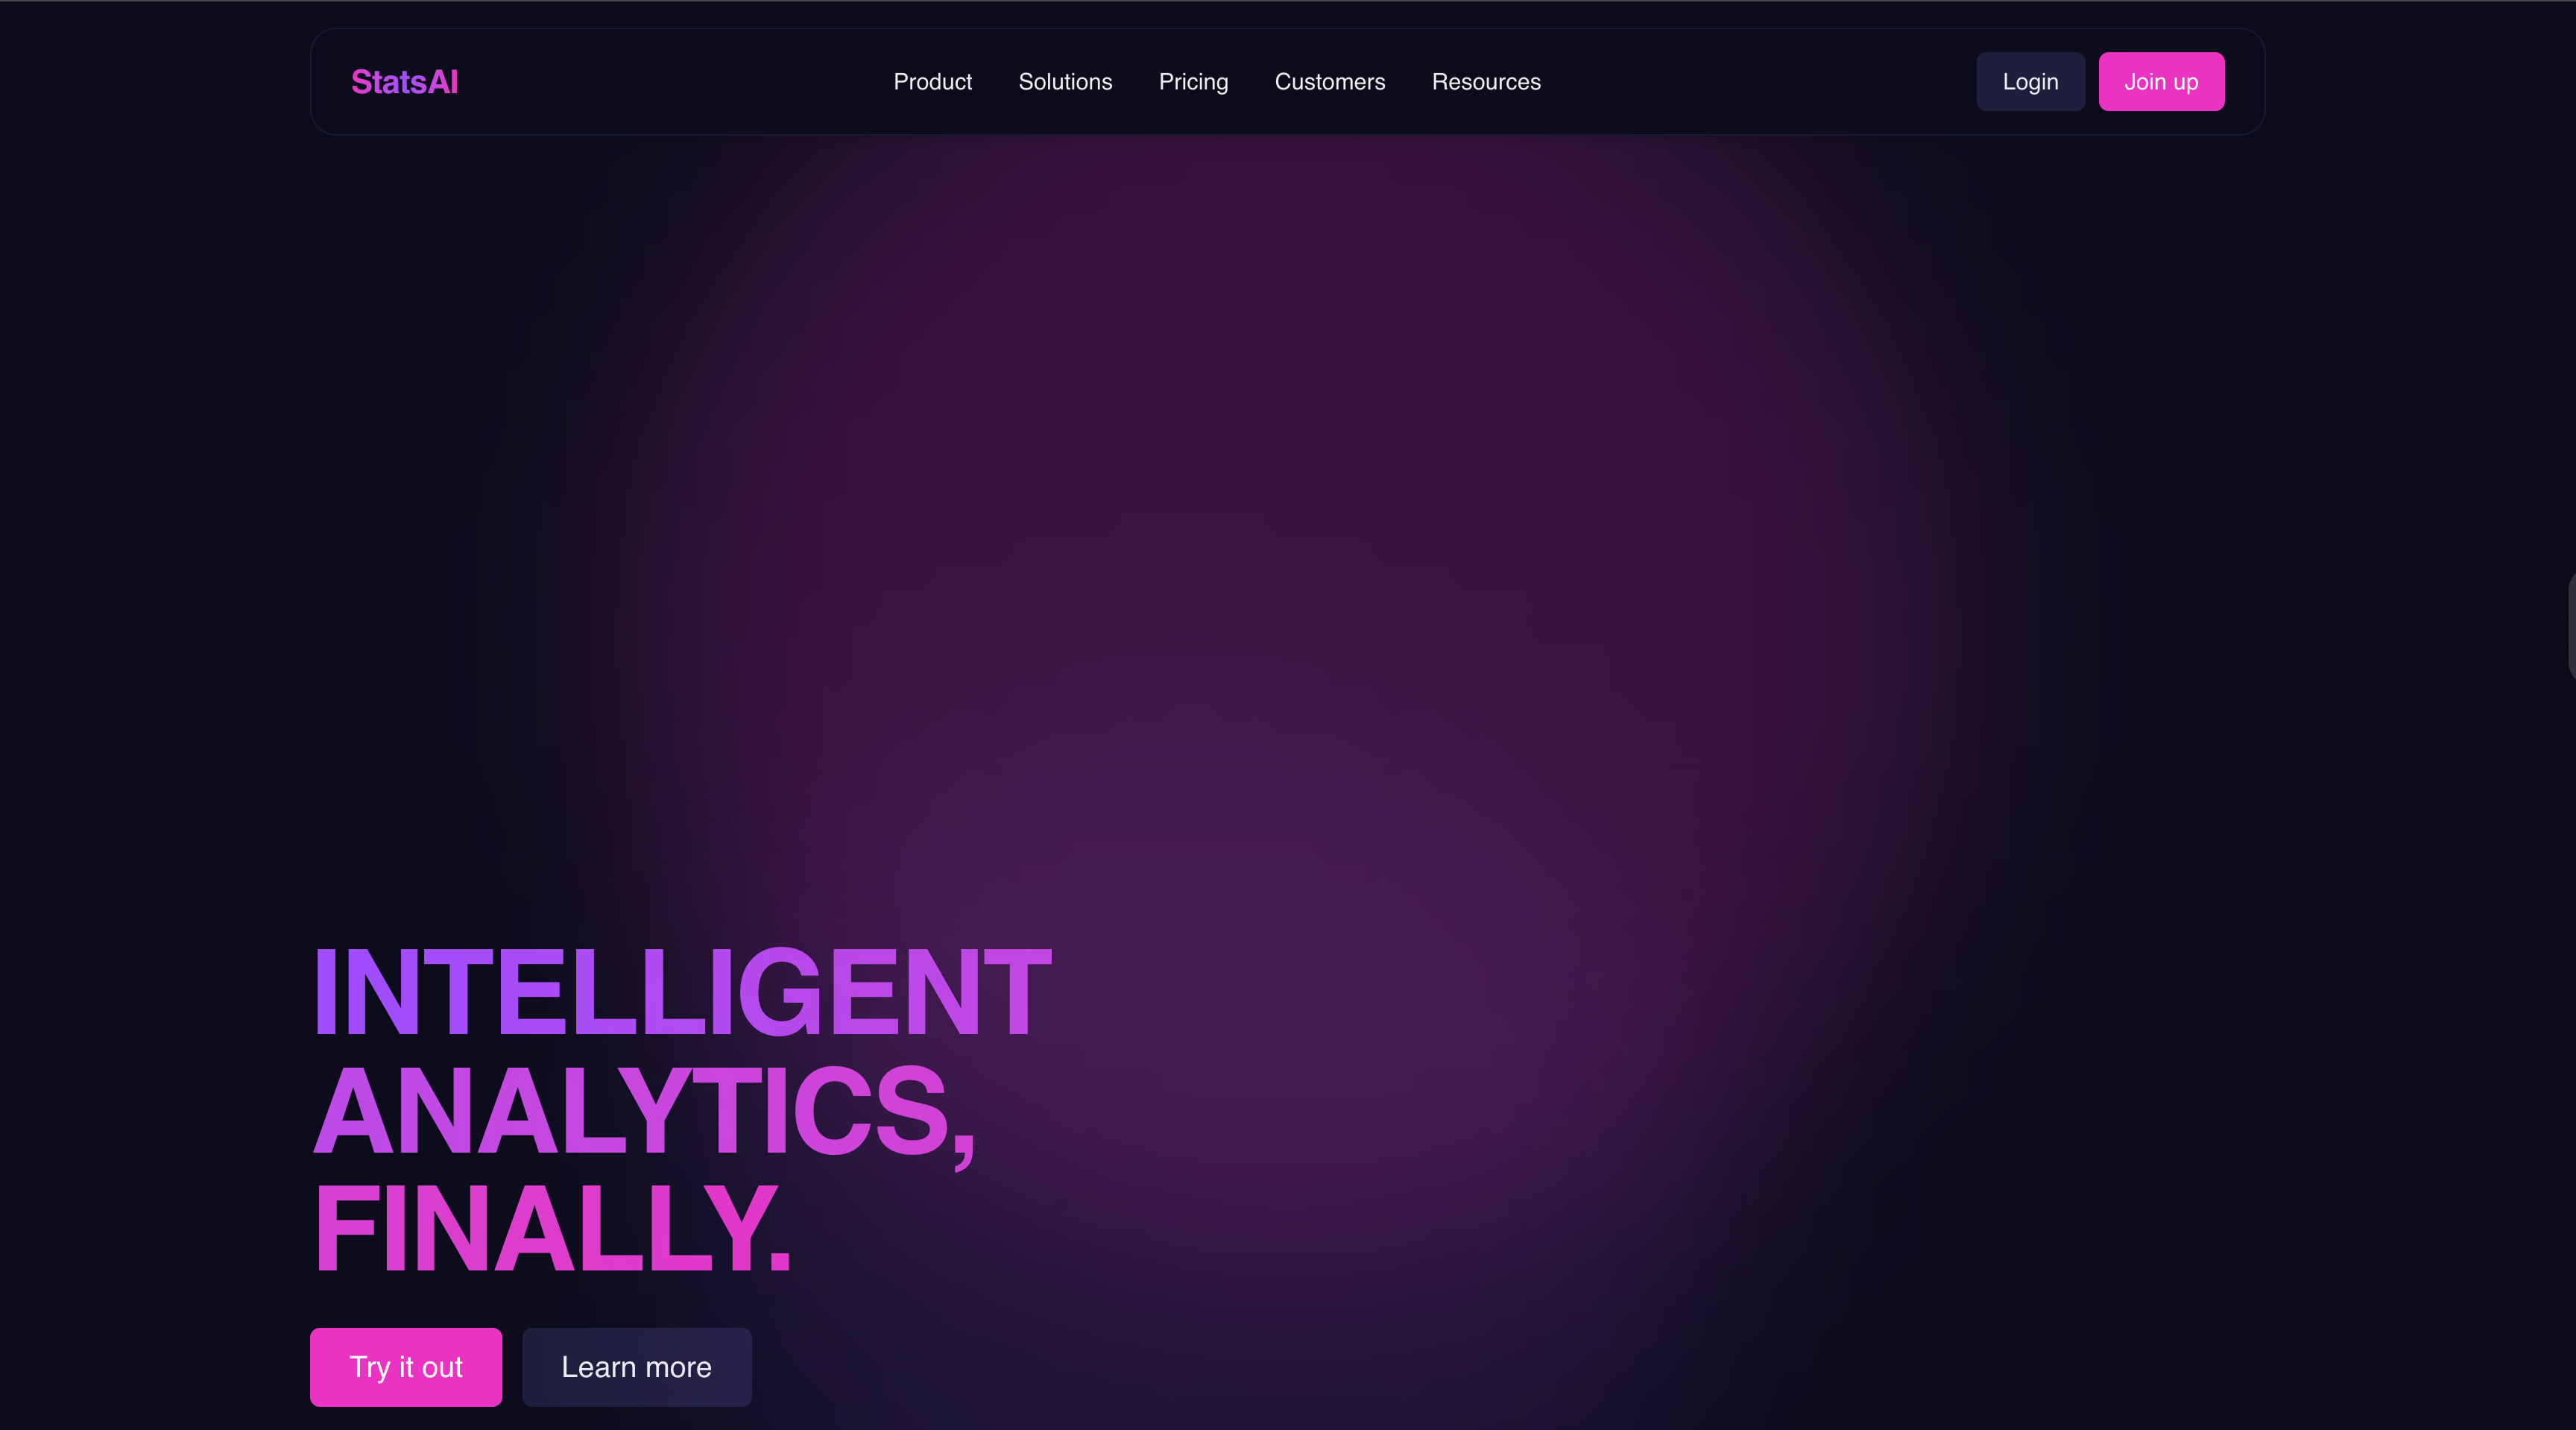 StatsAI
Product Solutions Pricing Customers Resources
Login Join up
INTELLIGENT
ANALYTICS,
FINALLY.
Try it out Learn more